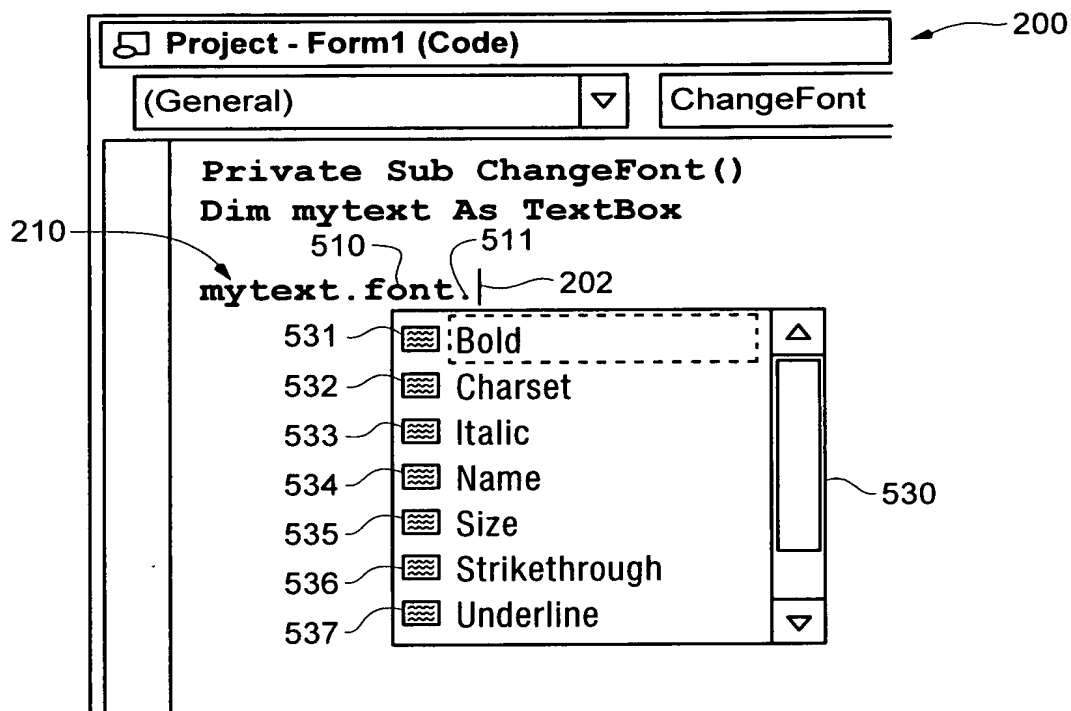 200
Project - Form1 (Code)
(General) ChangeFont
Private Sub ChangeFont()
Dim mytext As TextBox
210 510 511
mytext.font. 202
531 Bold
532 Charset
533 Italic
534 Name
530
535 Size
536 Strikethrough
537 Underline